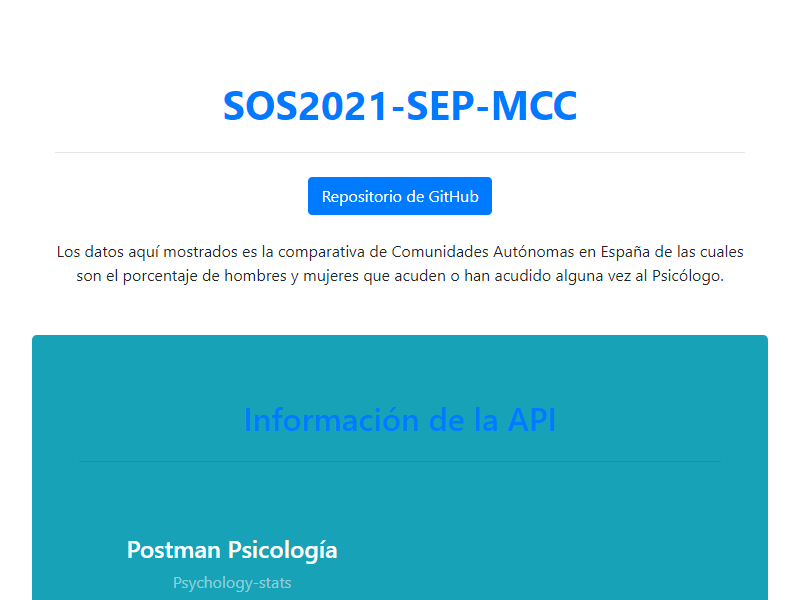 SOS2021-SEP-MCC
Repositorio de GitHub
Los datos aquí mostrados es la comparativa de Comunidades Autónomas en España de las cuales
son el porcentaje de hombres y mujeres que acuden o han acudido alguna vez al Psicólogo.
Información de la API
Postman Psicología
Psychology-stats